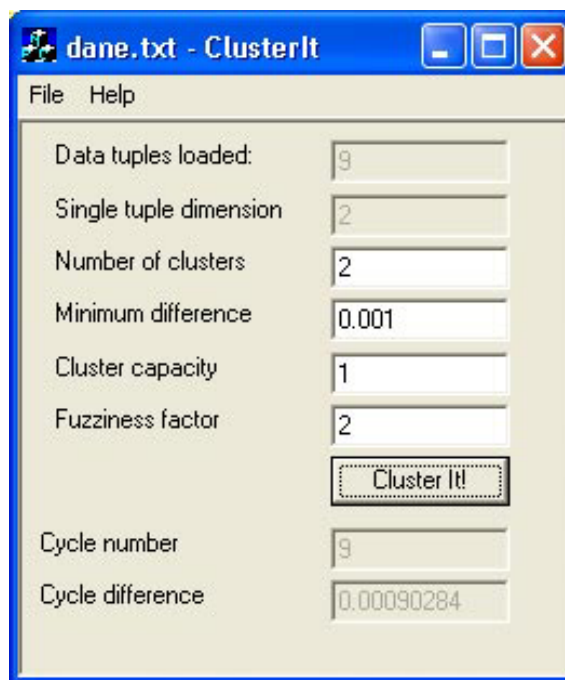 dane.txt - ClusterIt
File Help
Data tuples loaded: 9
Single tuple dimension 2
Number of clusters 2
Minimum difference 0.001
Cluster capacity 1
Fuzziness factor 2
Cluster It!
Cycle number 9
Cycle difference 0.00090284